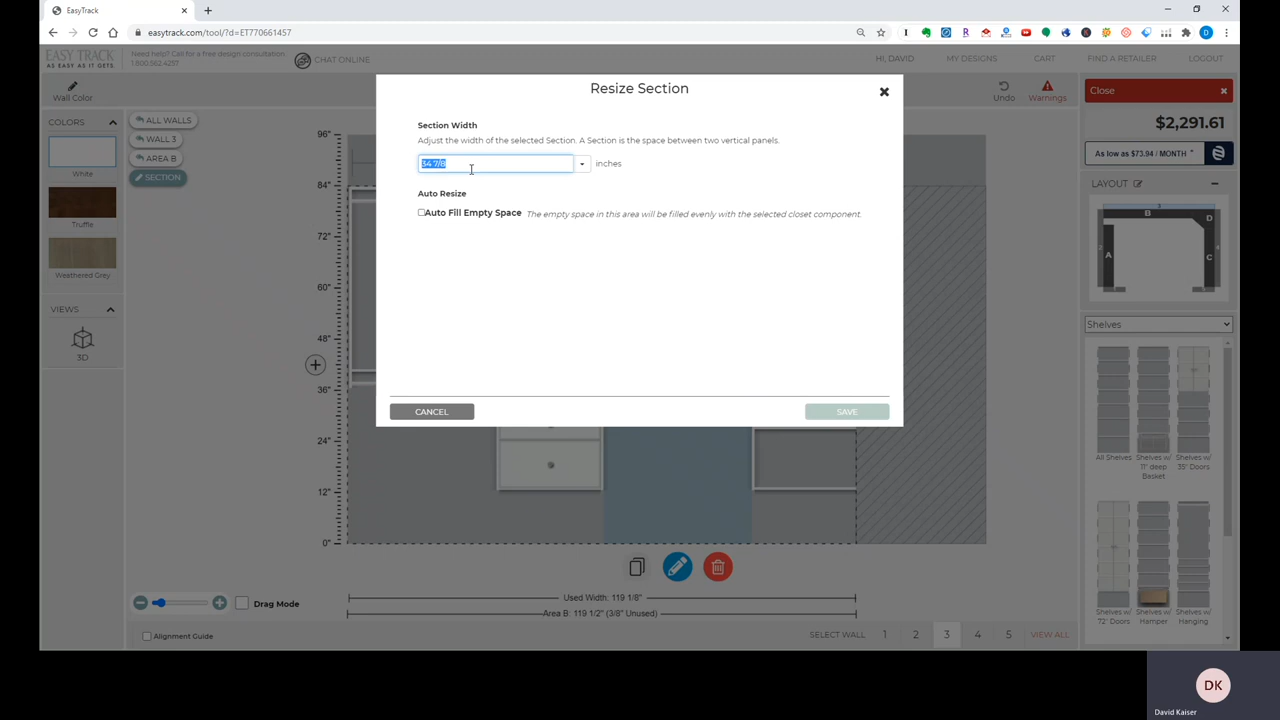 EasyTrack
easytrack.com/tool/?d=ET770661457
EASY TRACK
AS EASY AS IT GETS.
Need help? Call for a free design consultation.
1.800.562.4257
CHAT ONLINE
HI, DAVID
MY DESIGNS
CART
FIND A RETAILER
LOGOUT
Wall Color
Undo
Warnings
Close
Resize Section
Section Width
Adjust the width of the selected Section. A Section is the space between two vertical panels.
34 7/8
inches
Auto Resize
Auto Fill Empty Space
The empty space in this area will be filled evenly with the selected closet component.
CANCEL
SAVE
COLORS
White
Truffle
Weathered Grey
VIEWS
3D
ALL WALLS
WALL 3
AREA B
SECTION
96"
84"
72"
60"
48"
36"
24"
12"
0"
$2,291.61
As low as $73.94 / MONTH *
LAYOUT
3
B
D
2
A
C
4
Shelves
All Shelves
Shelves w/ 11" deep Basket
Shelves w/ 35" Doors
Shelves w/ 72" Doors
Shelves w/ Hamper
Shelves w/ Hanging
Drag Mode
Used Width: 119 1/8"
Area B: 119 1/2" (3/8" Unused)
Alignment Guide
SELECT WALL
1
2
3
4
5
VIEW ALL
DK
David Kaiser